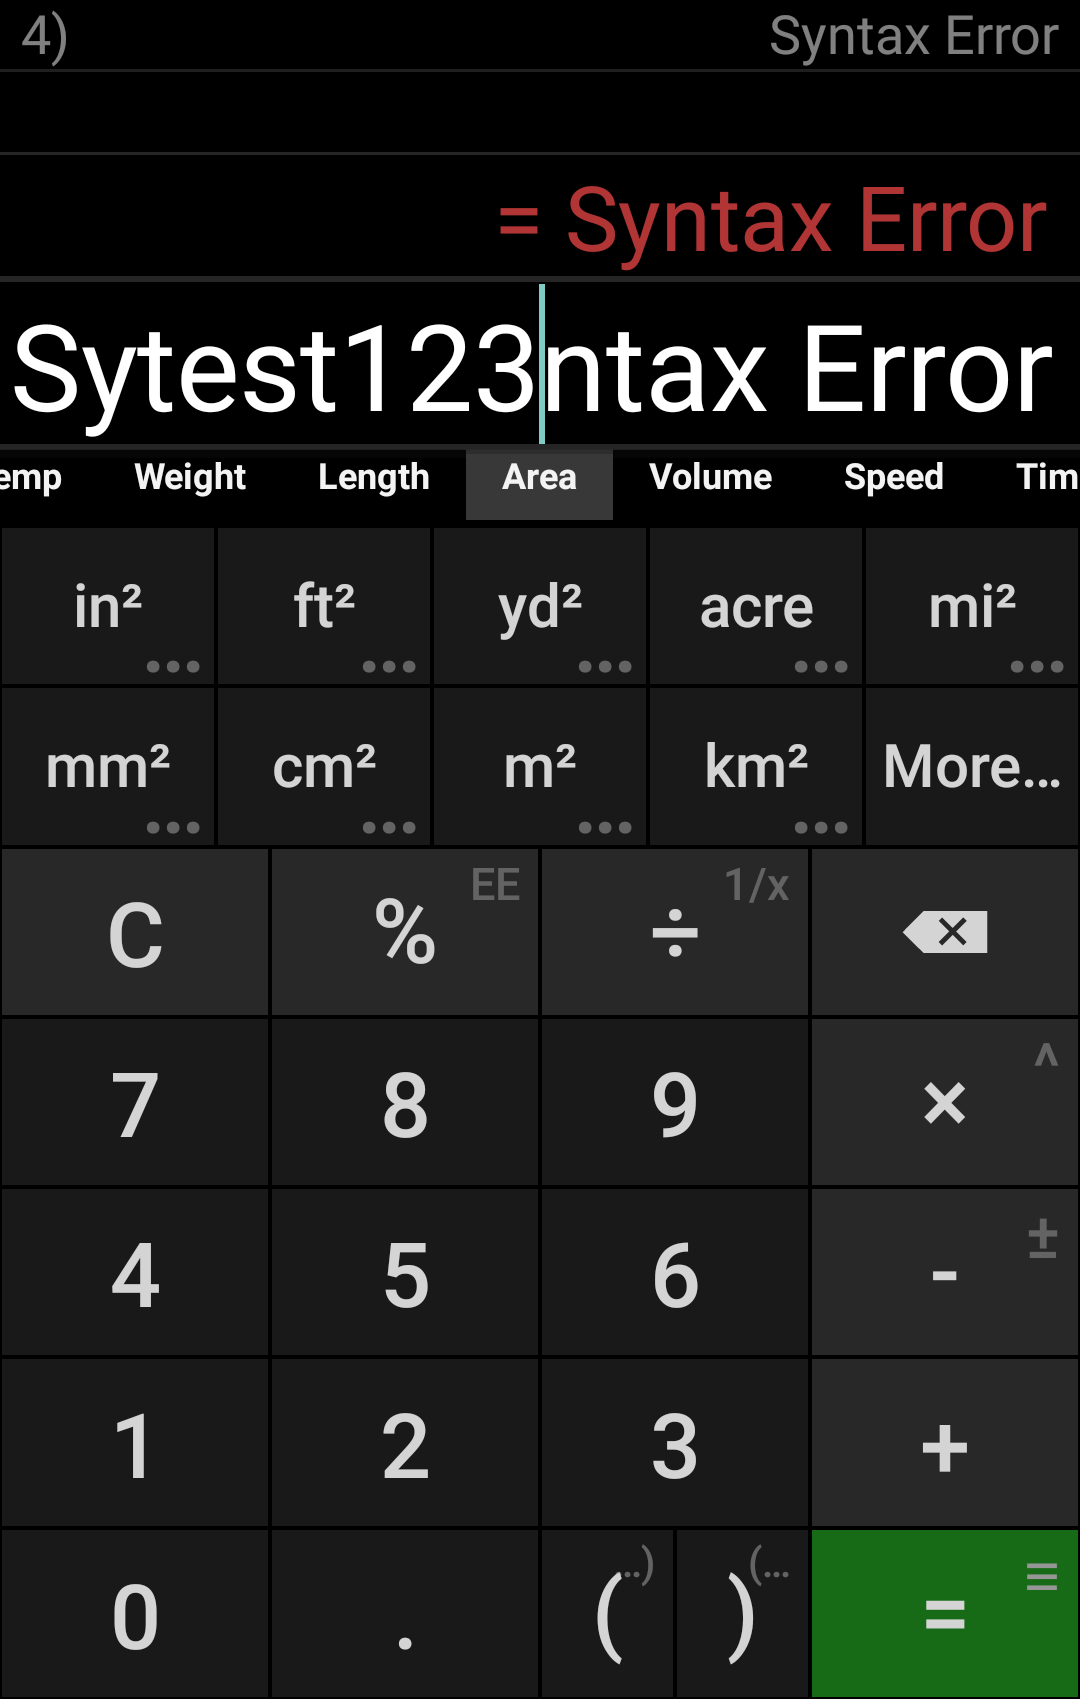 4) Syntax Error
= Syntax Error
Sytest123ntax Error
emp Weight Length Area Volume Speed Tim
in² ft² yd² acre mi²
... ... ... ... ...
mm² cm² m² km² More...
... ... ... ...
C % EE ÷ 1/x ×
7 8 9 × ^
4 5 6 - ±
1 2 3 + 
0 . ( ..) ) (... = ≡